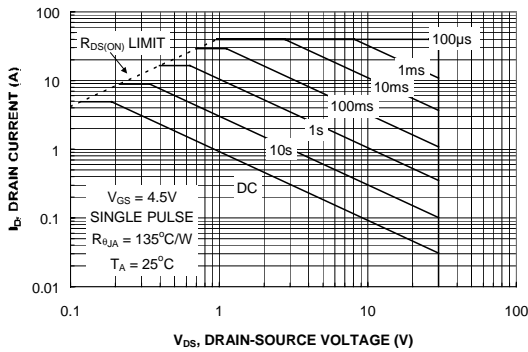 100
10
1
0.1
0.01
I_D, DRAIN CURRENT (A)
R_DS(ON) LIMIT
100µs
1ms
10ms
100ms
1s
10s
DC
V_GS = 4.5V
SINGLE PULSE
R_θJA = 135°C/W
T_A = 25°C
0.1
1
10
100
V_DS, DRAIN-SOURCE VOLTAGE (V)